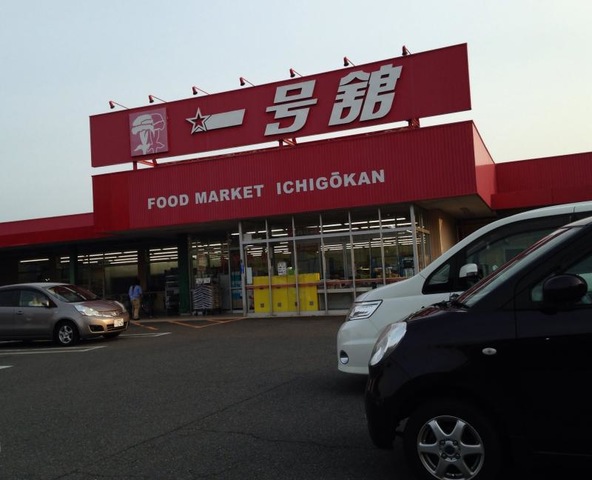 一号舘
FOOD MARKET ICHIGŌKAN